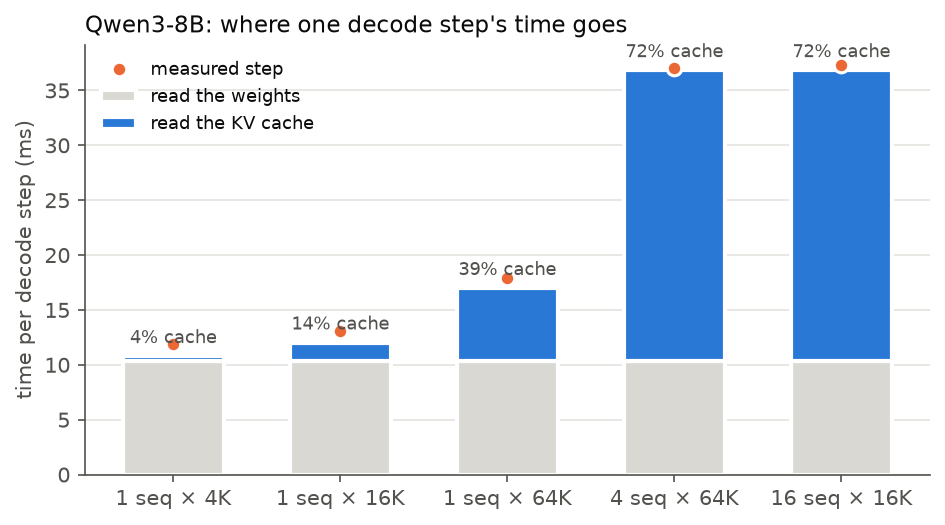 Qwen3-8B: where one decode step's time goes
measured step
read the weights
read the KV cache
time per decode step (ms)
35
30
25
20
15
10
5
0
4% cache
14% cache
39% cache
72% cache
72% cache
1 seq × 4K
1 seq × 16K
1 seq × 64K
4 seq × 64K
16 seq × 16K